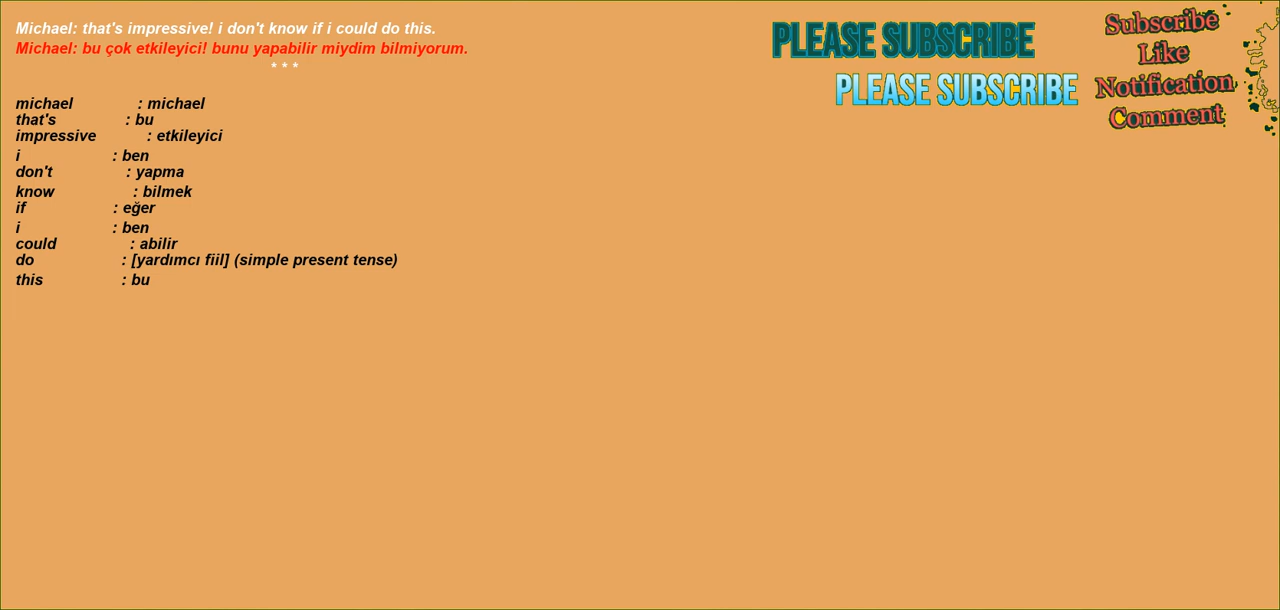 Michael: that's impressive! i don't know if i could do this.
Michael: bu çok etkileyici! bunu yapabilir miydim bilmiyorum.
* * *
michael : michael
that's : bu
impressive : etkileyici
i : ben
don't : yapma
know : bilmek
if : eğer
i : ben
could : abilir
do : [yardımcı fiil] (simple present tense)
this : bu
PLEASE SUBSCRIBE
PLEASE SUBSCRIBE
Subscribe
Like
Notification
Comment